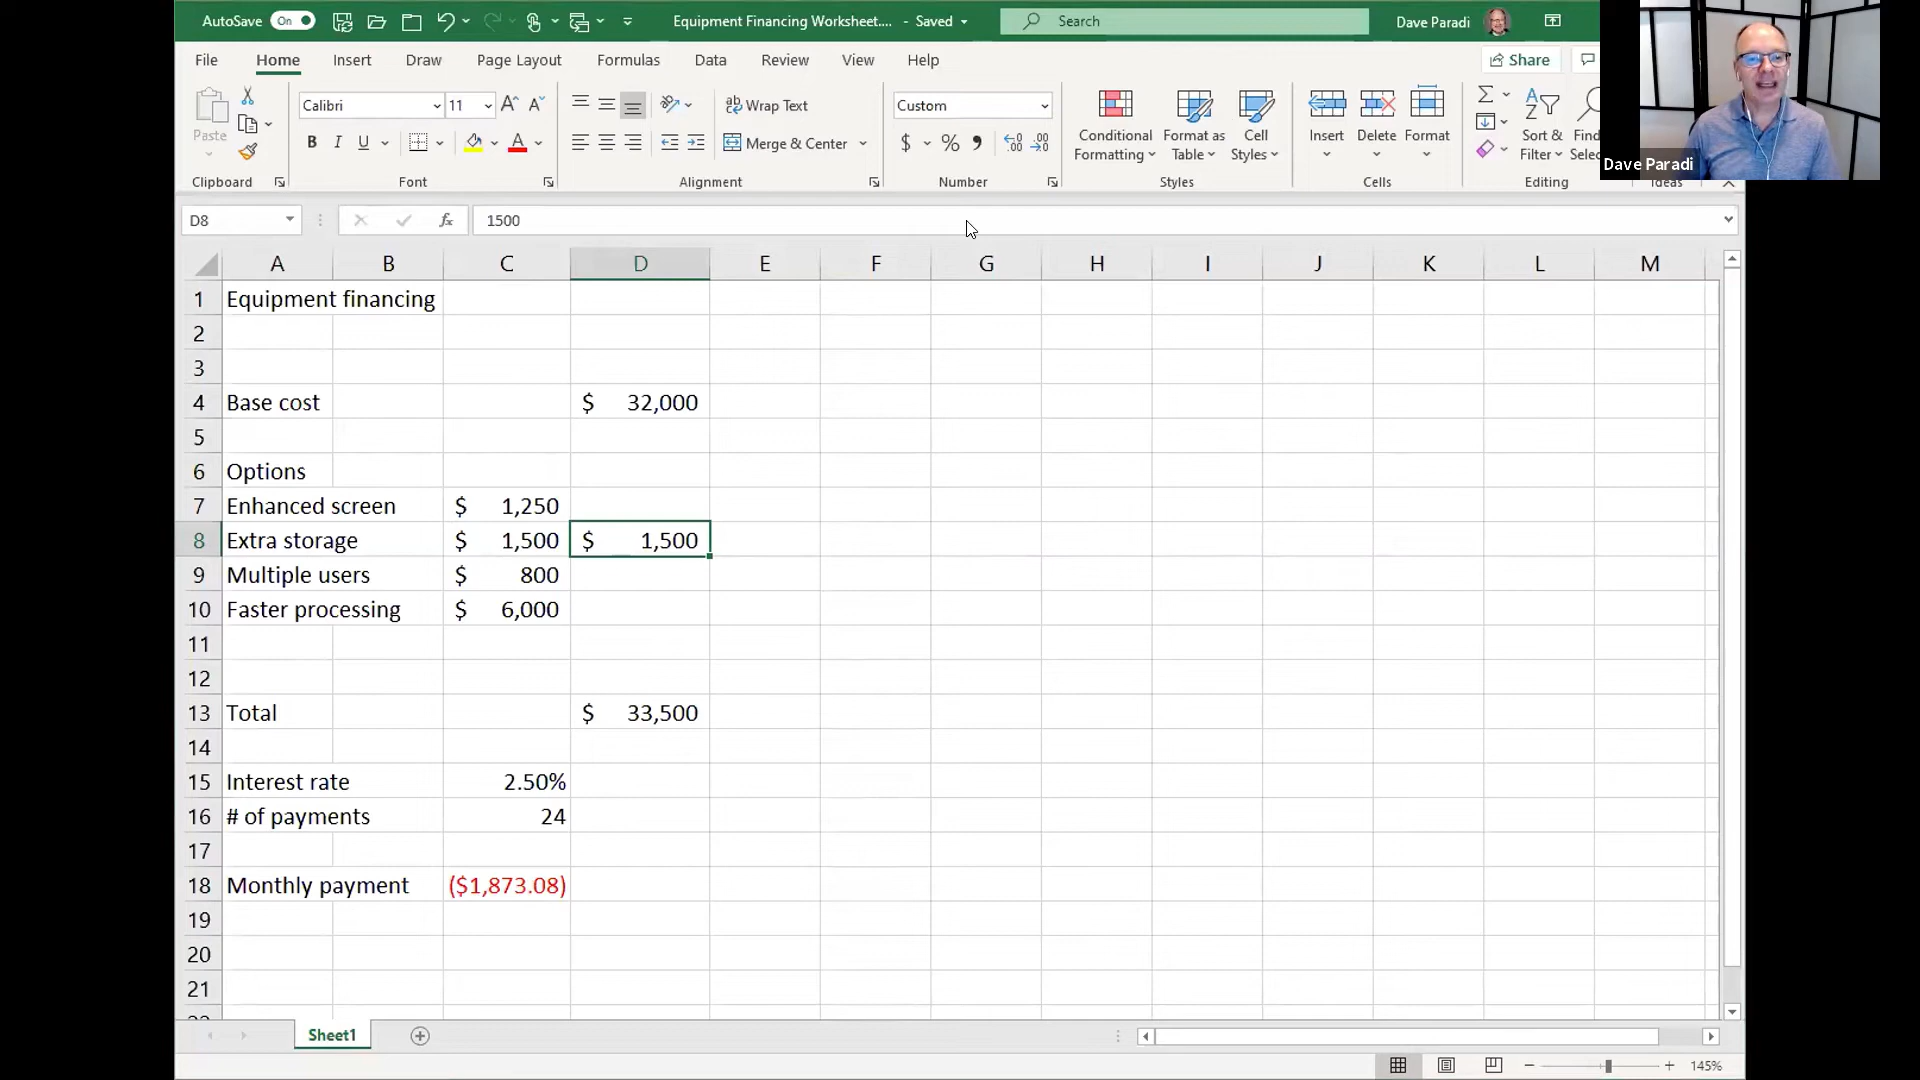 AutoSave On Equipment Financing Worksheet.... - Saved Search Dave Paradi
File Home Insert Draw Page Layout Formulas Data Review View Help Share
Paste
Calibri 11
B I U A
Wrap Text
Merge & Center
Custom
$ %
Conditional Formatting
Format as Table
Cell Styles
Insert Delete Format
Sort & Filter
Find
Clipboard Font Alignment Number Styles Cells Editing Ideas
Dave Paradi
D8 fx 1500
A B C D E F G H I J K L M
1 Equipment financing
2
3
4 Base cost $ 32,000
5
6 Options
7 Enhanced screen $ 1,250
8 Extra storage $ 1,500 $ 1,500
9 Multiple users $ 800
10 Faster processing $ 6,000
11
12
13 Total $ 33,500
14
15 Interest rate 2.50%
16 # of payments 24
17
18 Monthly payment ($1,873.08)
19
20
21
Sheet1
145%